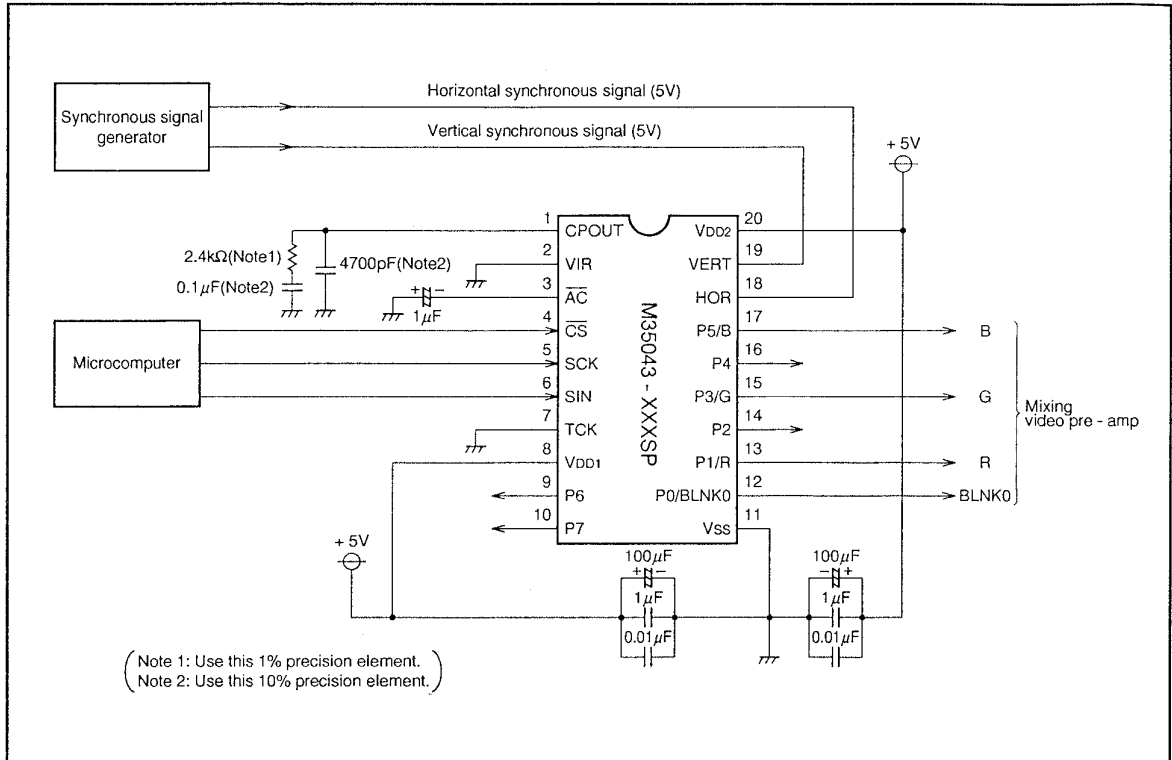 Horizontal synchronous signal (5V)
Synchronous signal
generator
Vertical synchronous signal (5V)
+ 5V
1
CPOUT
2
VIR
3
AC
4
CS
5
SCK
6
SIN
7
TCK
8
VDD1
9
P6
10
P7
M35043 - XXXSP
20
VDD2
19
VERT
18
HOR
17
P5/B
16
P4
15
P3/G
14
P2
13
P1/R
12
P0/BLNK0
11
VSS
2.4kΩ(Note1)
0.1μF(Note2)
4700pF(Note2)
+ -
1μF
Microcomputer
B
G
R
BLNK0
Mixing
video pre - amp
+ 5V
100μF
+ -
1μF
0.01μF
100μF
- +
1μF
0.01μF
(Note 1: Use this 1% precision element.
Note 2: Use this 10% precision element.)